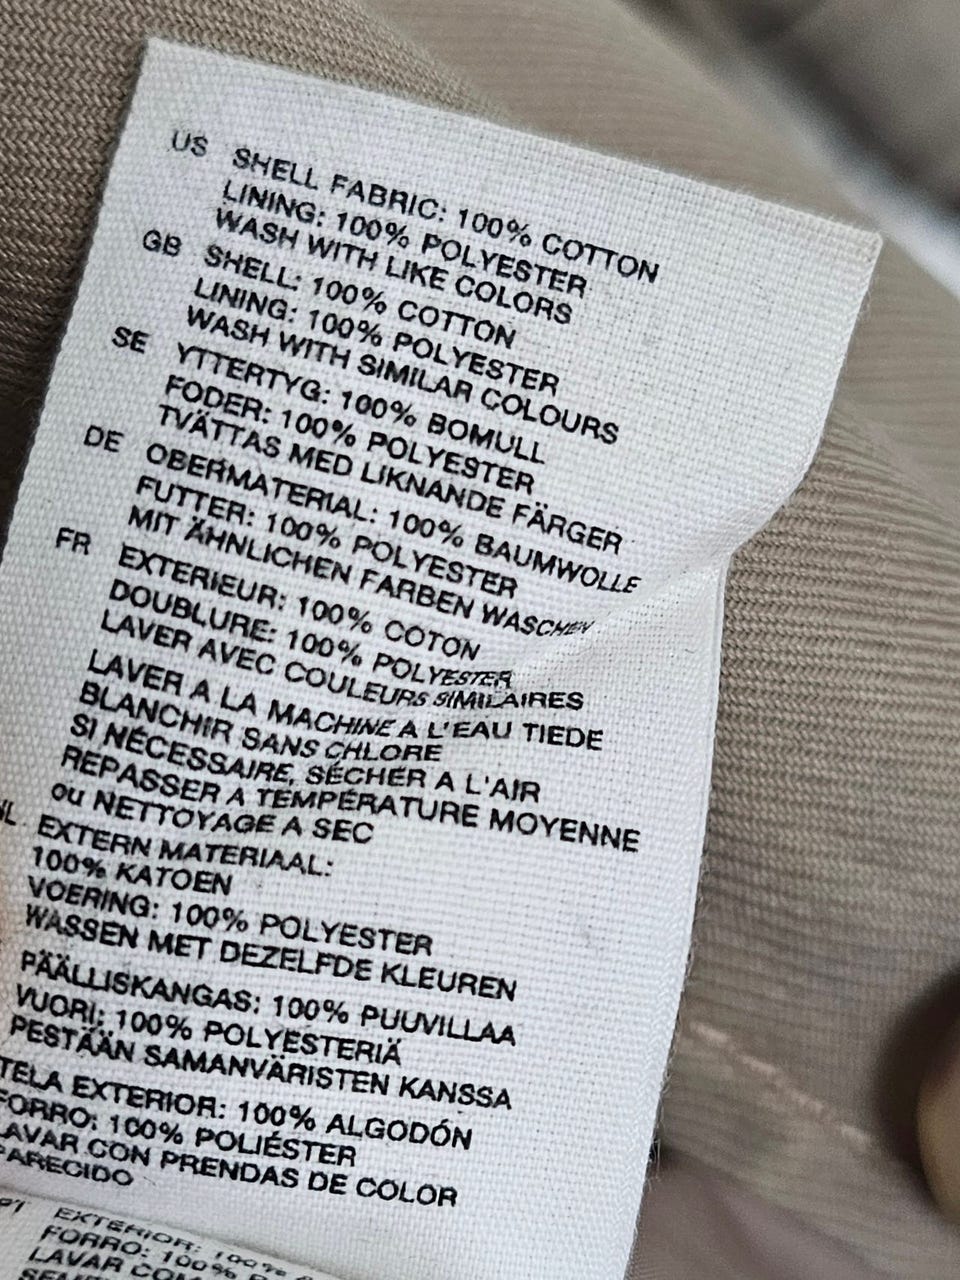 US SHELL FABRIC: 100% COTTON
LINING: 100% POLYESTER
WASH WITH LIKE COLORS
GB SHELL: 100% COTTON
LINING: 100% POLYESTER
WASH WITH SIMILAR COLOURS
SE YTTERTYG: 100% BOMULL
FODER: 100% POLYESTER
TVÄTTAS MED LIKNANDE FÄRGER
DE OBERMATERIAL: 100% BAUMWOLLE
FUTTER: 100% POLYESTER
MIT ÄHNLICHEN FARBEN WASCHEN
FR EXTERIEUR: 100% COTON
DOUBLURE: 100% POLYESTER
LAVER AVEC COULEURS SIMILAIRES
LAVER A LA MACHINE A L'EAU TIEDE
BLANCHIR SANS CHLORE
SI NÉCESSAIRE, SÉCHER A L'AIR
REPASSER A TEMPÉRATURE MOYENNE
ou NETTOYAGE A SEC
NL EXTERN MATERIAAL:
100% KATOEN
VOERING: 100% POLYESTER
WASSEN MET DEZELFDE KLEUREN
PÄÄLLISKANGAS: 100% PUUVILLAA
VUORI: 100% POLYESTERIÄ
PESTÄÄN SAMANVÄRISTEN KANSSA
TELA EXTERIOR: 100% ALGODÓN
FORRO: 100% POLIÉSTER
LAVAR CON PRENDAS DE COLOR
PARECIDO
PT EXTERIOR: 100%
FORRO: 100%
LAVAR COM